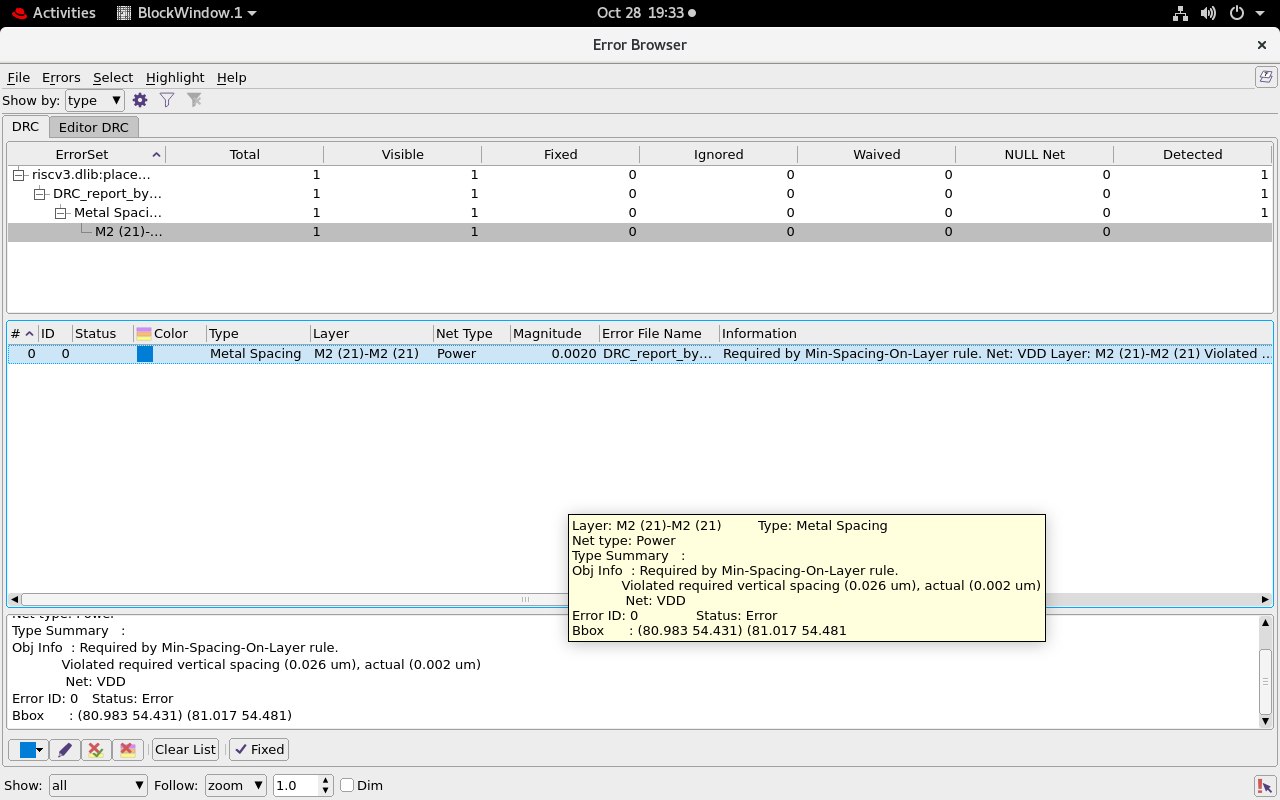 Activities BlockWindow.1 Oct 28 19:33
Error Browser
File Errors Select Highlight Help
Show by: type
DRC Editor DRC
ErrorSet Total Visible Fixed Ignored Waived NULL Net Detected
riscv3.dlib:place... 1 1 0 0 0 0 1
DRC_report_by... 1 1 0 0 0 0 1
Metal Spaci... 1 1 0 0 0 0 1
M2 (21)-... 1 1 0 0 0 0
# ID Status Color Type Layer Net Type Magnitude Error File Name Information
0 0 Metal Spacing M2 (21)-M2 (21) Power 0.0020 DRC_report_by... Required by Min-Spacing-On-Layer rule. Net: VDD Layer: M2 (21)-M2 (21) Violated ...
Layer: M2 (21)-M2 (21) Type: Metal Spacing
Net type: Power
Type Summary :
Obj Info : Required by Min-Spacing-On-Layer rule.
Violated required vertical spacing (0.026 um), actual (0.002 um)
Net: VDD
Error ID: 0 Status: Error
Bbox : (80.983 54.431) (81.017 54.481
Net type: Power
Type Summary :
Obj Info : Required by Min-Spacing-On-Layer rule.
Violated required vertical spacing (0.026 um), actual (0.002 um)
Net: VDD
Error ID: 0 Status: Error
Bbox : (80.983 54.431) (81.017 54.481)
Clear List Fixed
Show: all Follow: zoom 1.0 Dim